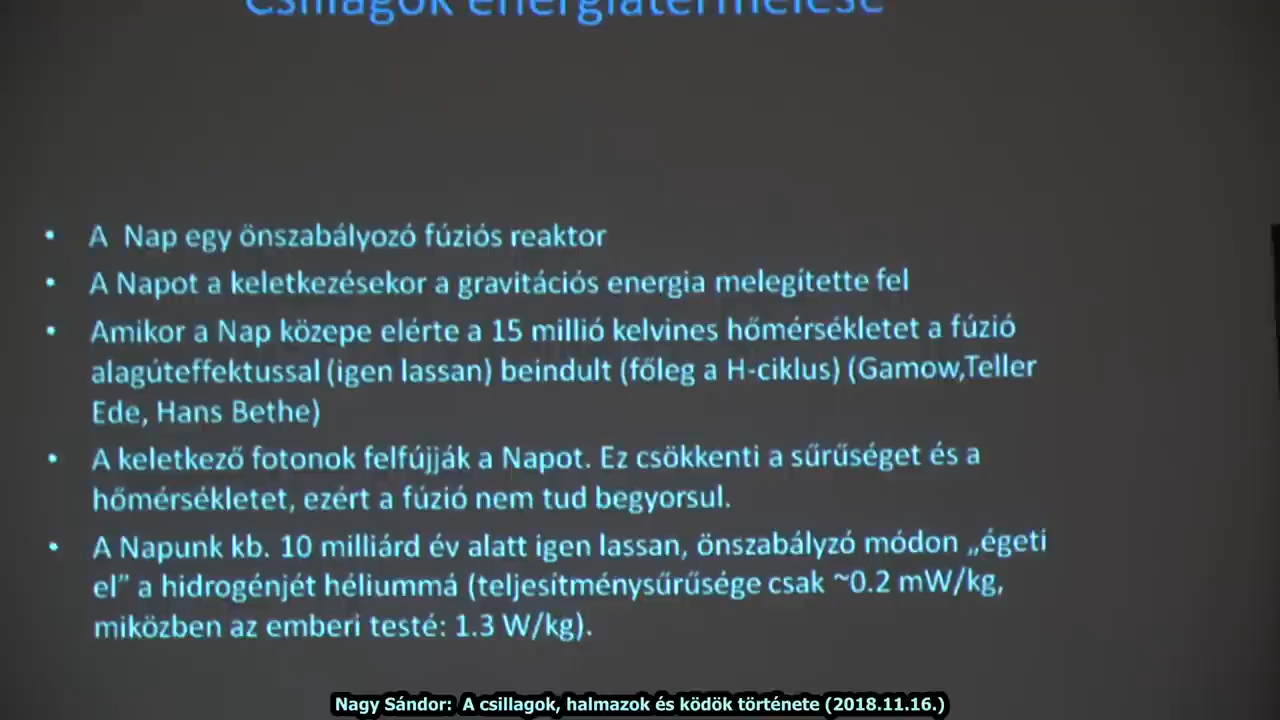 Csillagok energiatermelése
• A Nap egy önszabályozó fúziós reaktor
• A Napot a keletkezésekor a gravitációs energia melegítette fel
• Amikor a Nap közepe elérte a 15 millió kelvines hőmérsékletet a fúzió
alagúteffektussal (igen lassan) beindult (főleg a H-ciklus) (Gamow,Teller
Ede, Hans Bethe)
• A keletkező fotonok felfújják a Napot. Ez csökkenti a sűrűséget és a
hőmérsékletet, ezért a fúzió nem tud begyorsul.
• A Napunk kb. 10 milliárd év alatt igen lassan, önszabályzó módon „égeti
el” a hidrogénjét héliummá (teljesítménysűrűsége csak ~0.2 mW/kg,
miközben az emberi testé: 1.3 W/kg).
Nagy Sándor: A csillagok, halmazok és ködök története (2018.11.16.)